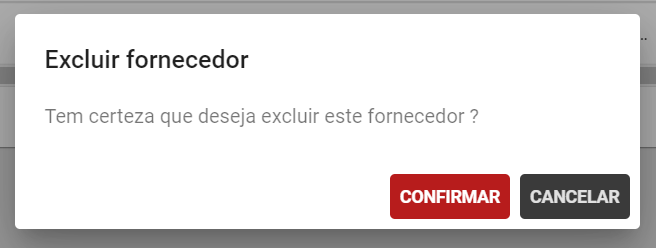 Excluir fornecedor
Tem certeza que deseja excluir este fornecedor ?
CONFIRMAR CANCELAR